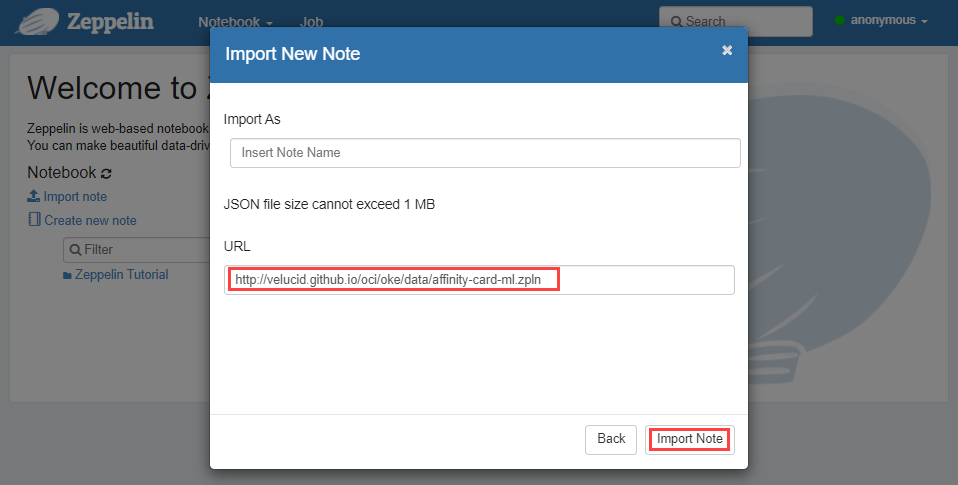 Zeppelin Notebook Job Search anonymous
Import New Note
Welcome to
Zeppelin is web-based notebook
You can make beautiful data-driv
Notebook
Import note
Create new note
Filter
Zeppelin Tutorial
Import As
Insert Note Name
JSON file size cannot exceed 1 MB
URL
http://velucid.github.io/oci/oke/data/affinity-card-ml.zpln
Back Import Note